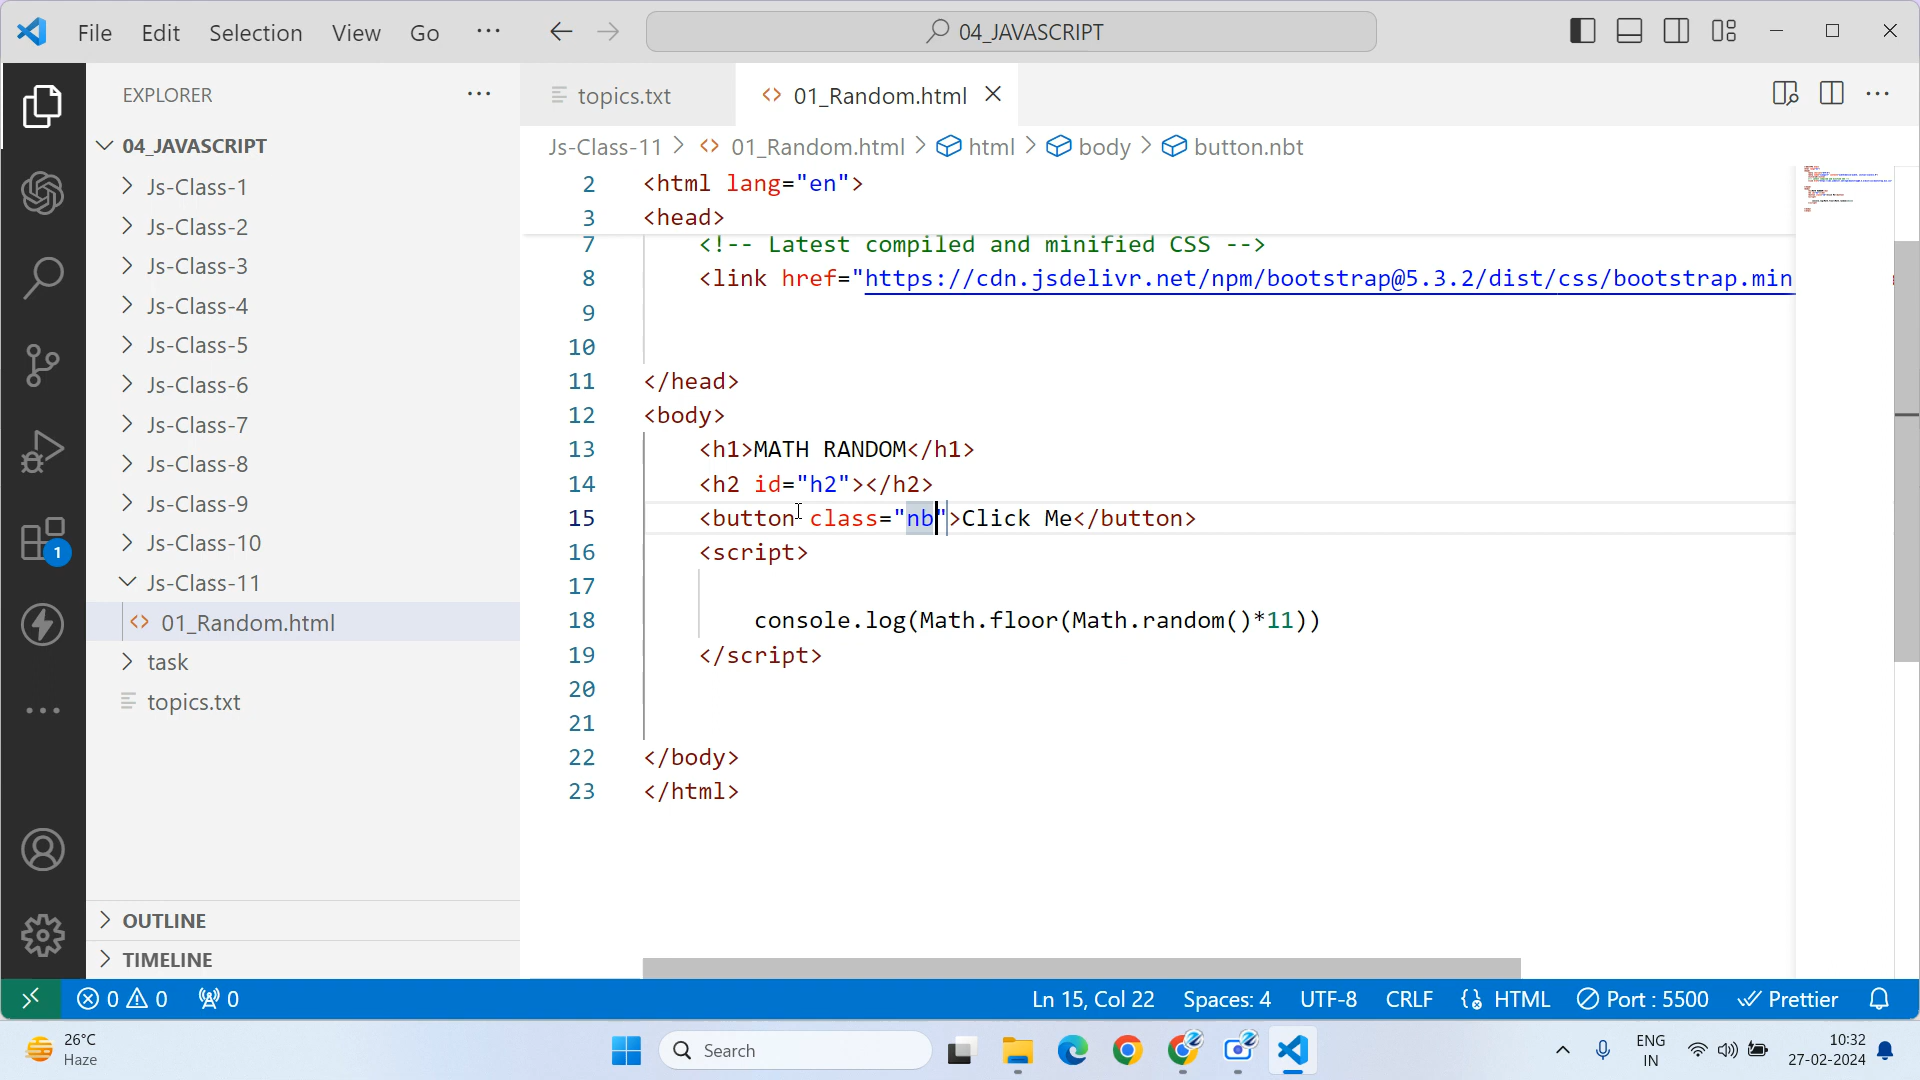 File Edit Selection View Go ··· 04_JAVASCRIPT
EXPLORER ···
04_JAVASCRIPT
Js-Class-1
Js-Class-2
Js-Class-3
Js-Class-4
Js-Class-5
Js-Class-6
Js-Class-7
Js-Class-8
Js-Class-9
Js-Class-10
Js-Class-11
01_Random.html
task
topics.txt
OUTLINE
TIMELINE
1
topics.txt 01_Random.html
Js-Class-11 > 01_Random.html > html > body > button.nbt
2 <html lang="en">
3 <head>
7 <!-- Latest compiled and minified CSS -->
8 <link href="https://cdn.jsdelivr.net/npm/bootstrap@5.3.2/dist/css/bootstrap.min
9
10
11 </head>
12 <body>
13 <h1>MATH RANDOM</h1>
14 <h2 id="h2"></h2>
15 <button class="nb">Click Me</button>
16 <script>
17
18 console.log(Math.floor(Math.random()*11))
19 </script>
20
21
22 </body>
23 </html>
0 0 0 Ln 15, Col 22 Spaces: 4 UTF-8 CRLF HTML Port : 5500 Prettier
26°C
Haze
Search
ENG
IN
10:32
27-02-2024